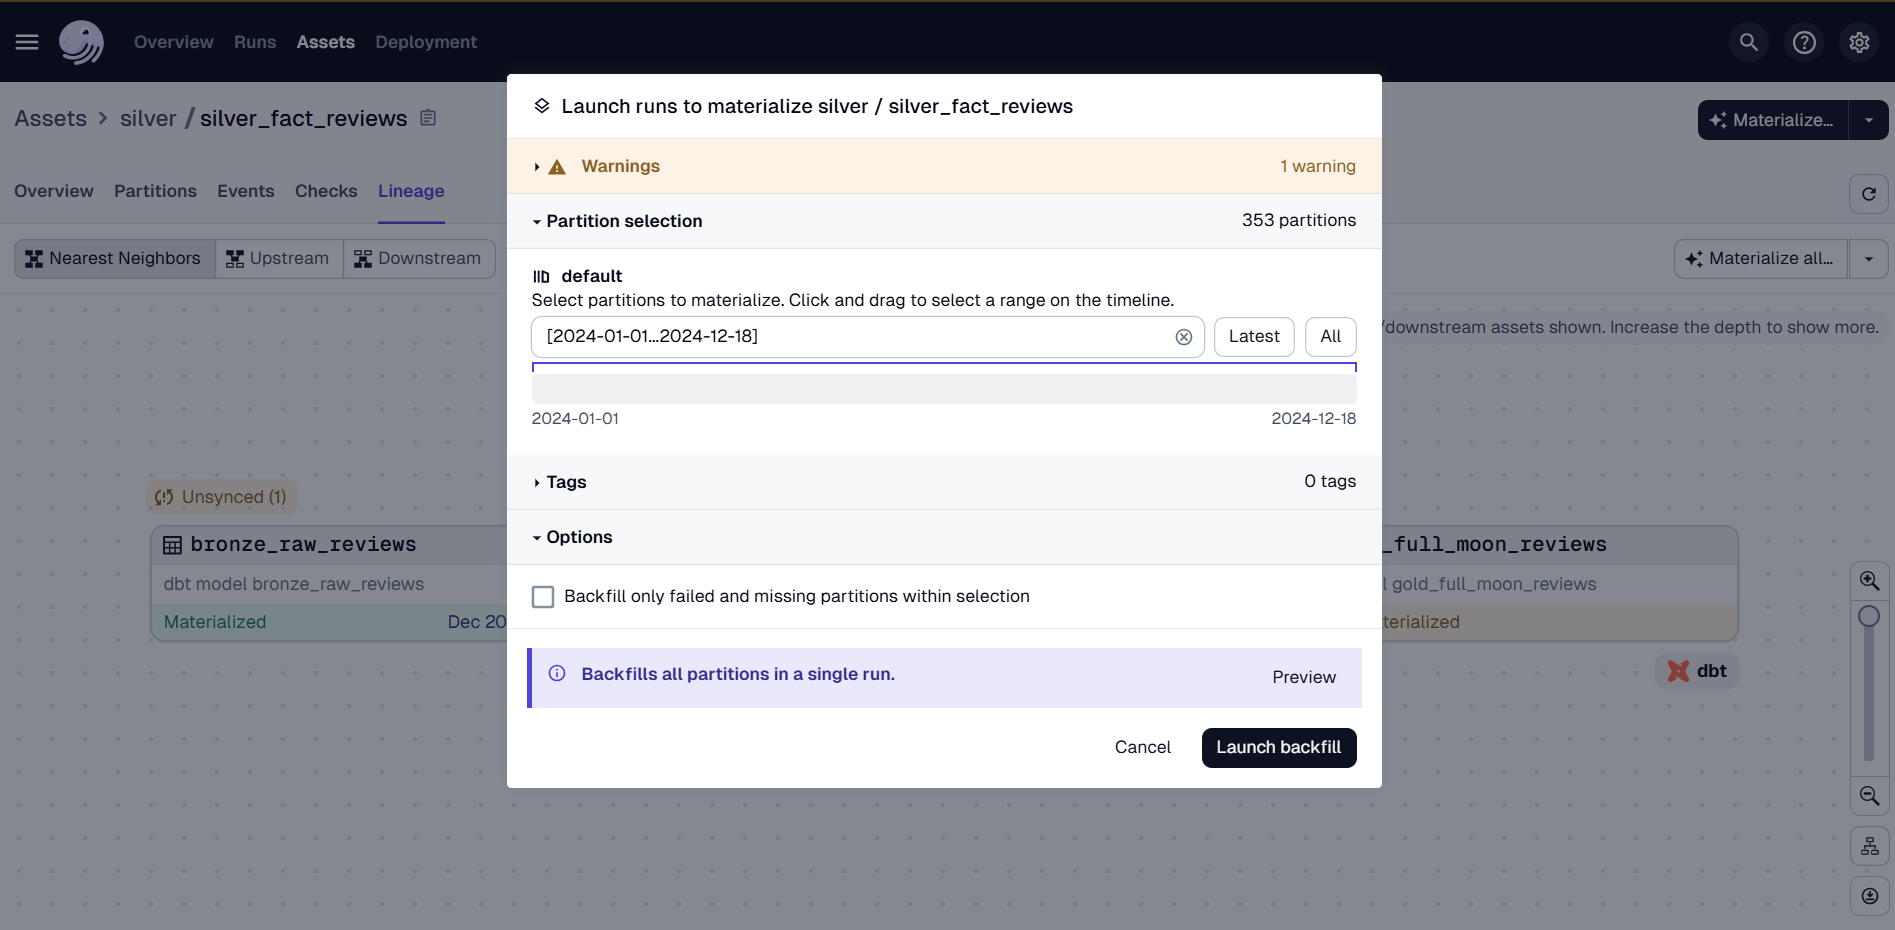 Overview Runs Assets Deployment
Assets > silver / silver_fact_reviews
Materialize...
Overview Partitions Events Checks Lineage
Nearest Neighbors Upstream Downstream
Materialize all...
/downstream assets shown. Increase the depth to show more.
Launch runs to materialize silver / silver_fact_reviews
Warnings 1 warning
Partition selection 353 partitions
default
Select partitions to materialize. Click and drag to select a range on the timeline.
[2024-01-01...2024-12-18] Latest All
2024-01-01 2024-12-18
Tags 0 tags
Options
Backfill only failed and missing partitions within selection
Backfills all partitions in a single run. Preview
Cancel Launch backfill
Unsynced (1)
bronze_raw_reviews
dbt model bronze_raw_reviews
Materialized Dec 20
_full_moon_reviews
gold_full_moon_reviews
terialized
dbt